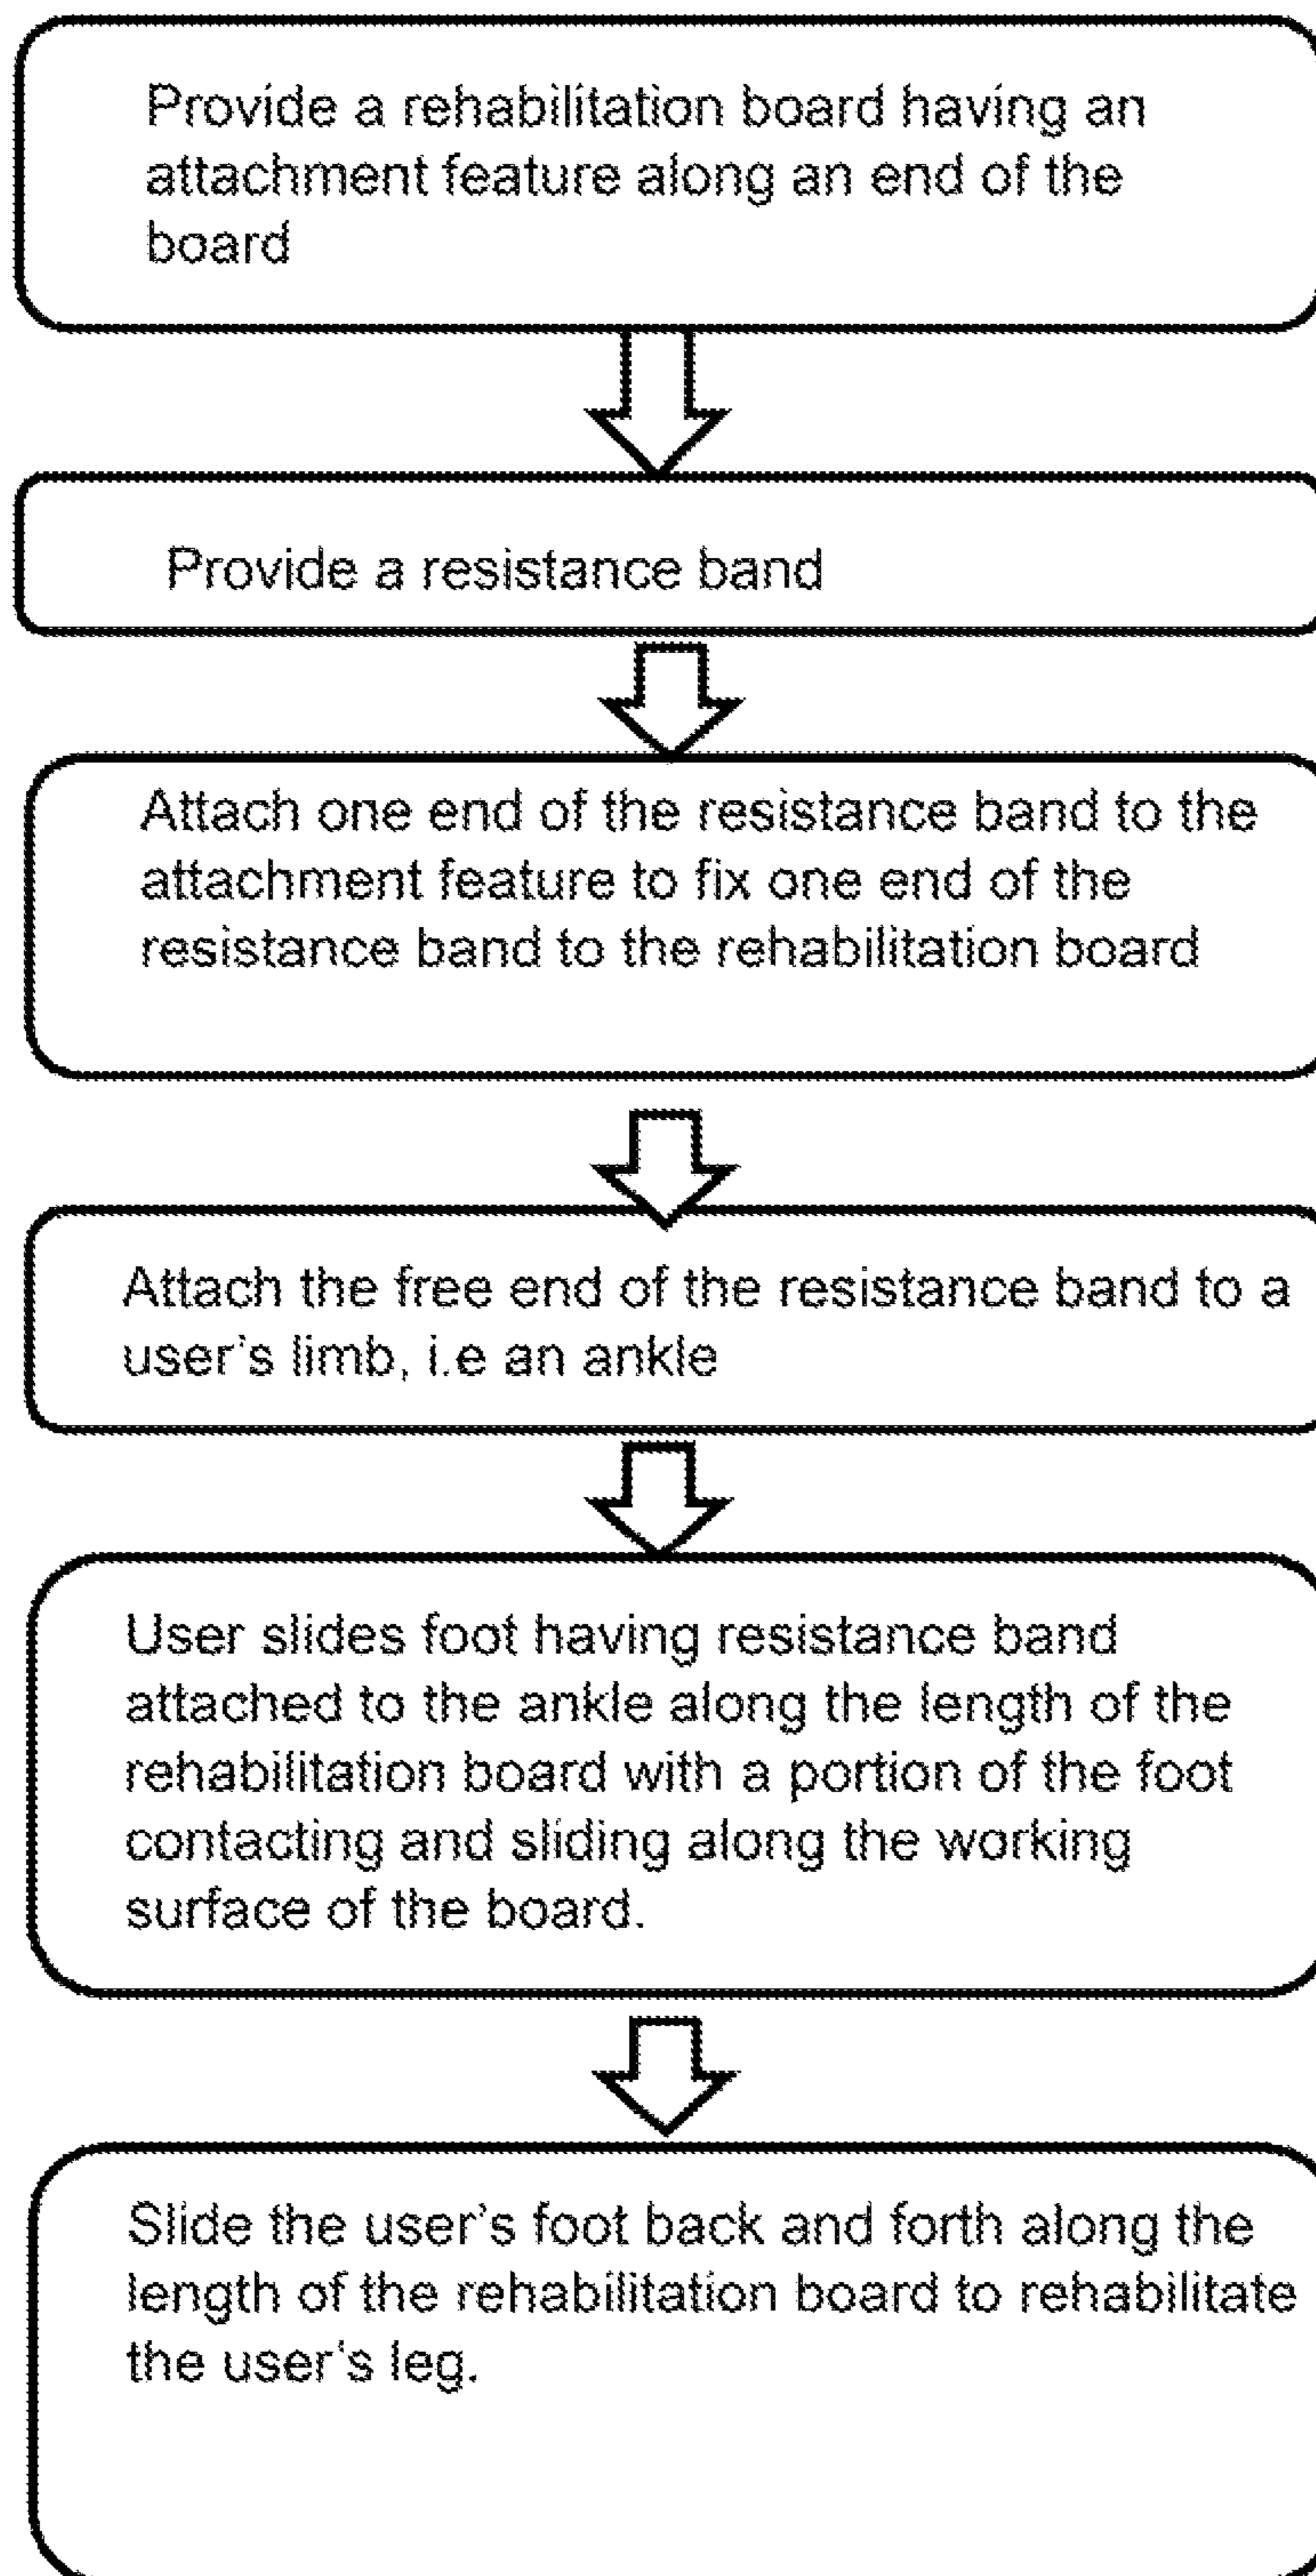 Provide a rehabilitation board having an
attachment feature along an end of the
board
Provide a resistance band
Attach one end of the resistance band to the
attachment feature to fix one end of the
resistance band to the rehabilitation board
Attach the free end of the resistance band to a
user's limb, i.e an ankle
User slides foot having resistance band
attached to the ankle along the length of the
rehabilitation board with a portion of the foot
contacting and sliding along the working
surface of the board.
Slide the user's foot back and forth along the
length of the rehabilitation board to rehabilitate
the user's leg.